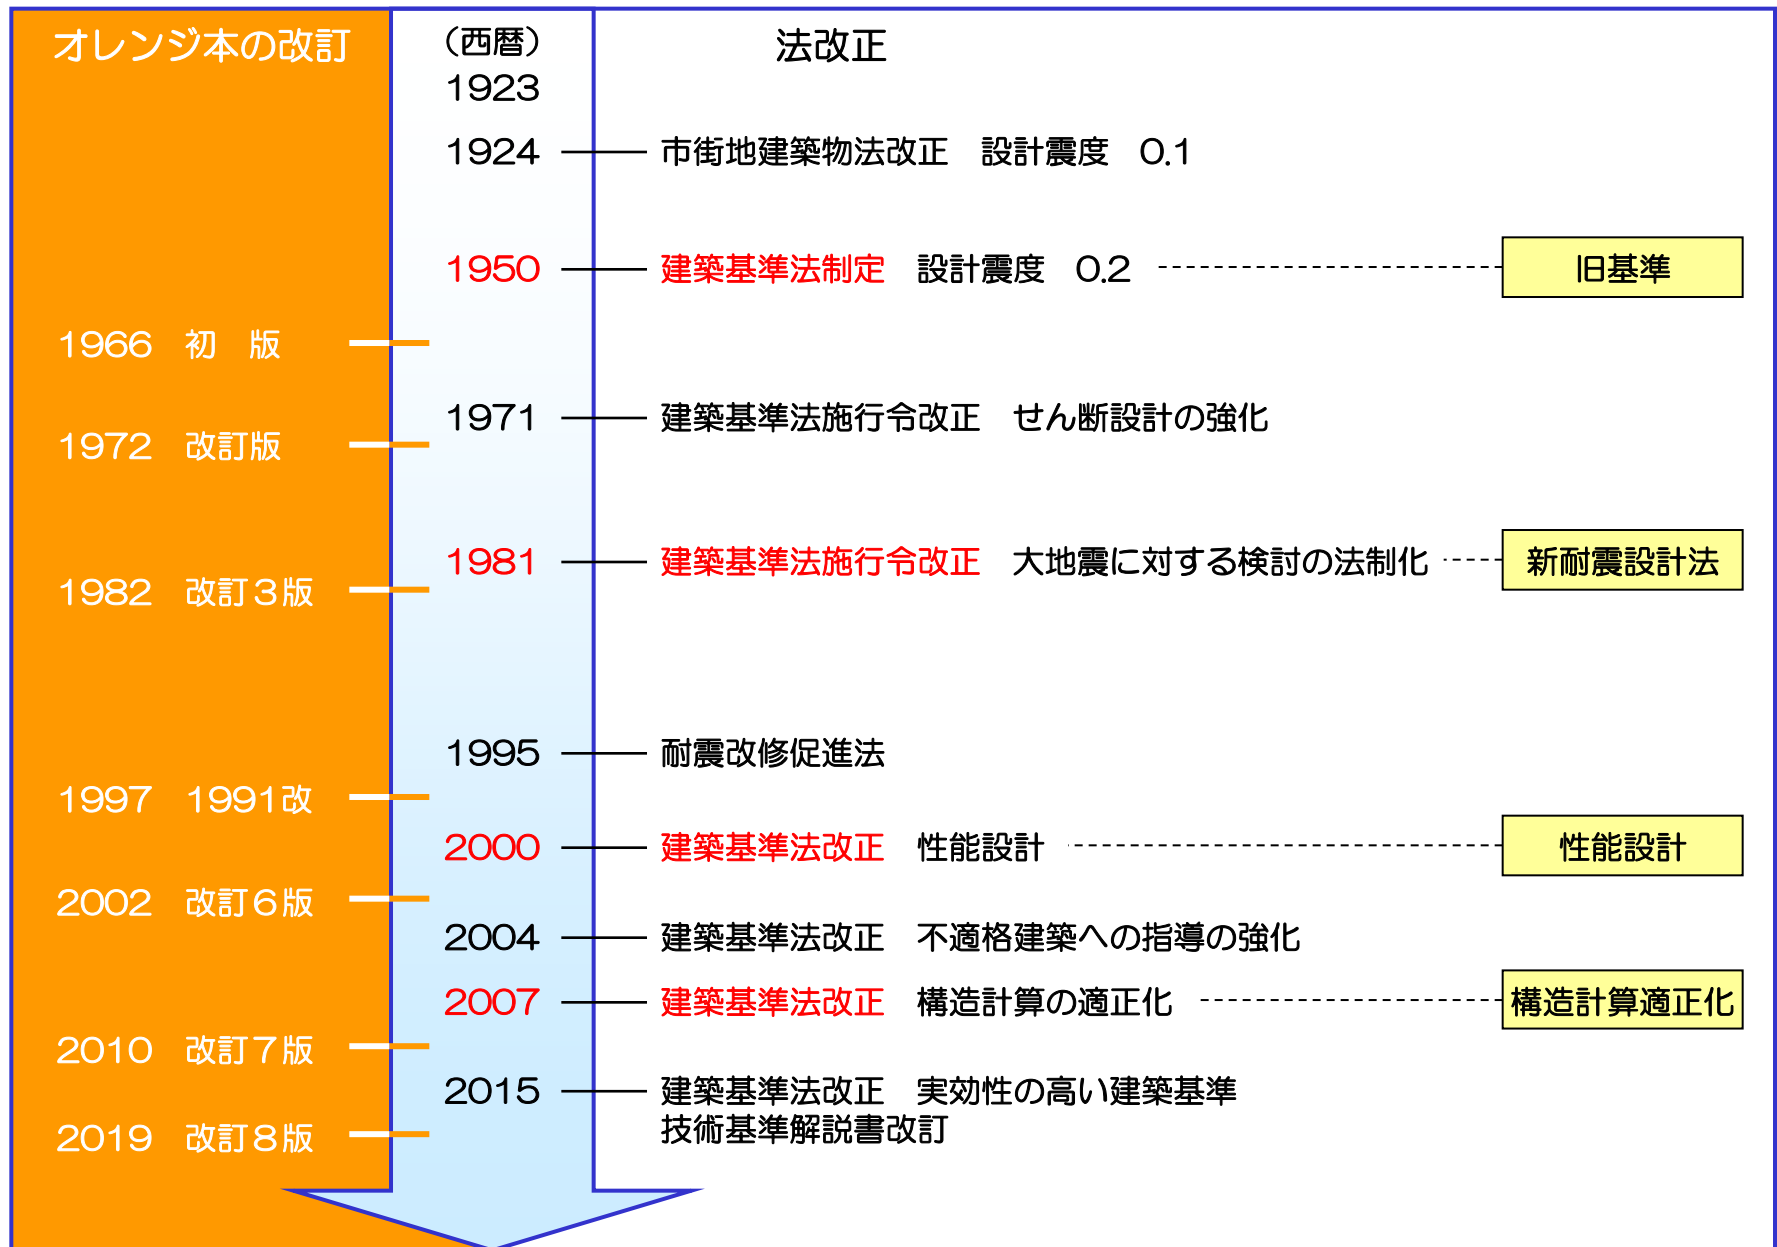 オレンジ本の改訂　（西暦）　法改正
1923
1924　市街地建築物法改正　設計震度　0.1
1950　建築基準法制定　設計震度　0.2　旧基準
1966　初　版
1971　建築基準法施行令改正　せん断設計の強化
1972　改訂版
1981　建築基準法施行令改正　大地震に対する検討の法制化　新耐震設計法
1982　改訂３版
1995　耐震改修促進法
1997　1991改
2000　建築基準法改正　性能設計　性能設計
2002　改訂６版
2004　建築基準法改正　不適格建築への指導の強化
2007　建築基準法改正　構造計算の適正化　構造計算適正化
2010　改訂７版
2015　建築基準法改正　実効性の高い建築基準
技術基準解説書改訂
2019　改訂８版